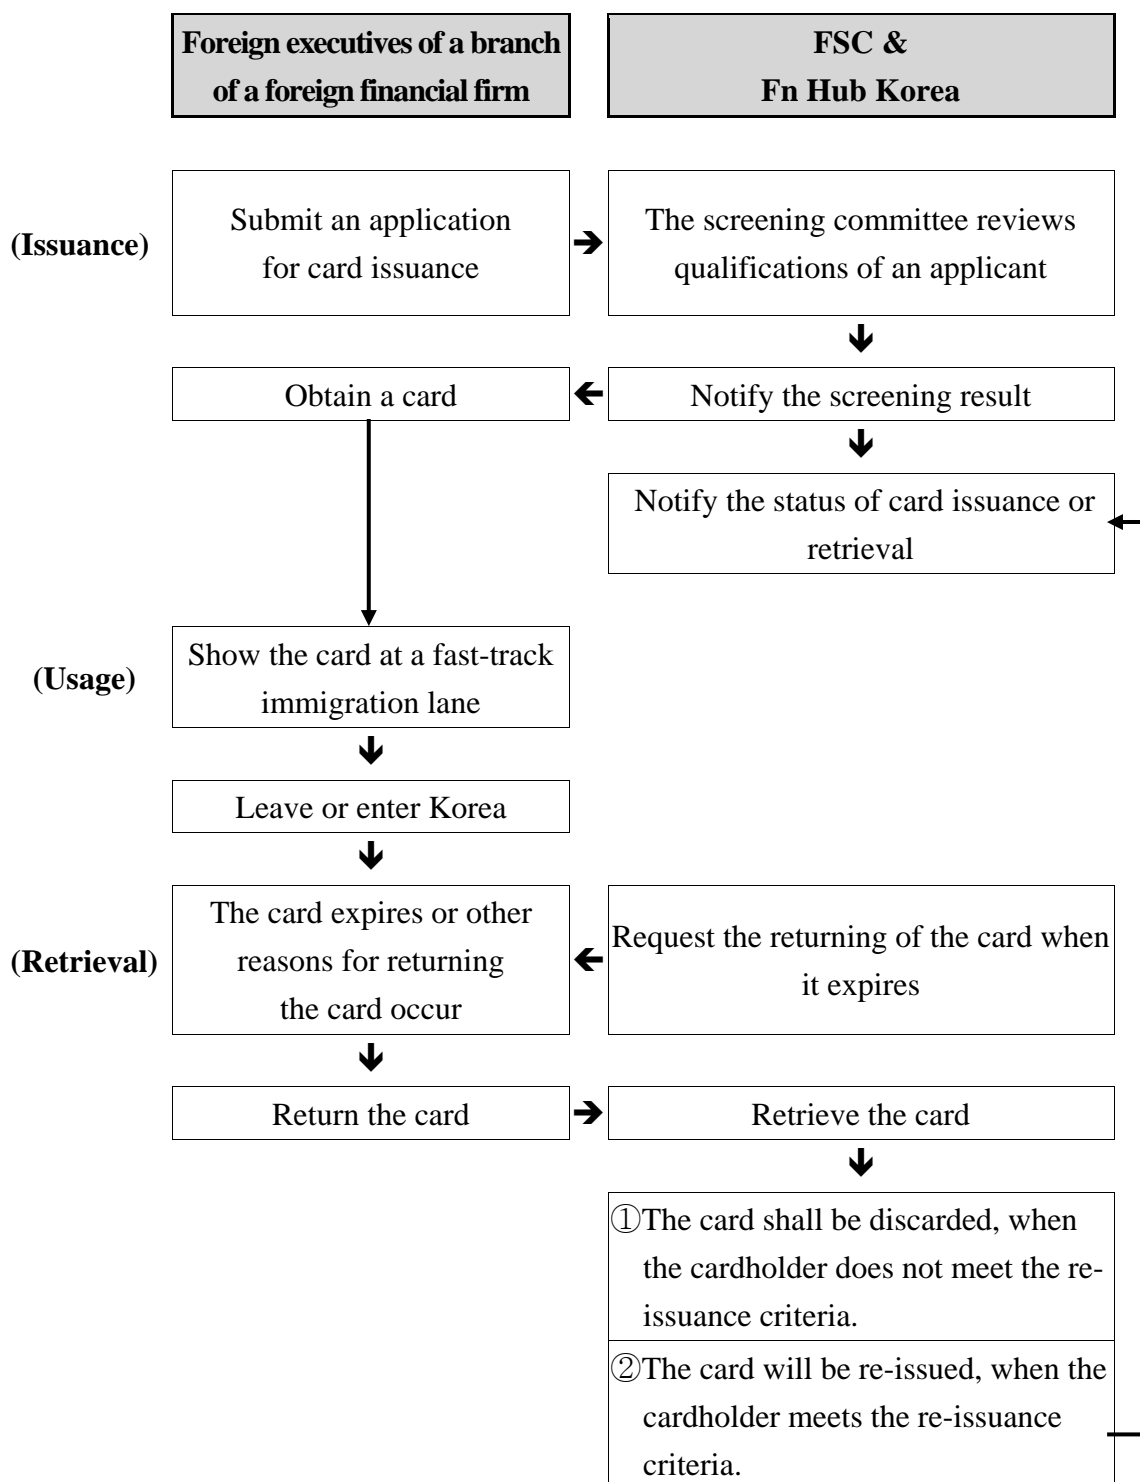 Foreign executives of a branch
of a foreign financial firm
FSC &
Fn Hub Korea
(Issuance)
Submit an application
for card issuance
The screening committee reviews
qualifications of an applicant
Obtain a card
Notify the screening result
Notify the status of card issuance or
retrieval
(Usage)
Show the card at a fast-track
immigration lane
Leave or enter Korea
(Retrieval)
The card expires or other
reasons for returning
the card occur
Request the returning of the card when
it expires
Return the card
Retrieve the card
①The card shall be discarded, when
the cardholder does not meet the re-
issuance criteria.
②The card will be re-issued, when the
cardholder meets the re-issuance
criteria.